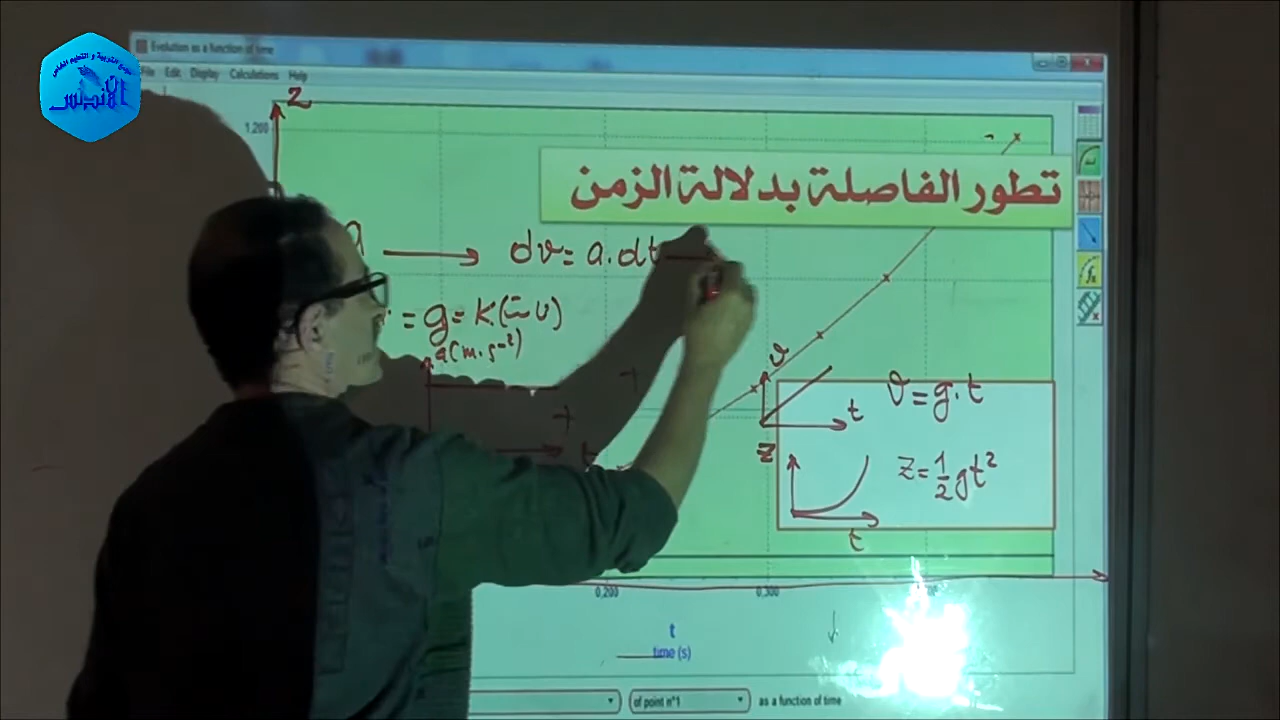 Evolution as a function of time
File Edit Display Calculations Help
الأندلس
z
1.200
تطور الفاصلة بدلالة الزمن
a → dv = a.dt
= g = K(
a(m.s⁻²)
v
t
v = g.t
z
t
z = 1/2 gt²
0,200 0,300
t
time (s)
of point n°1 as a function of time